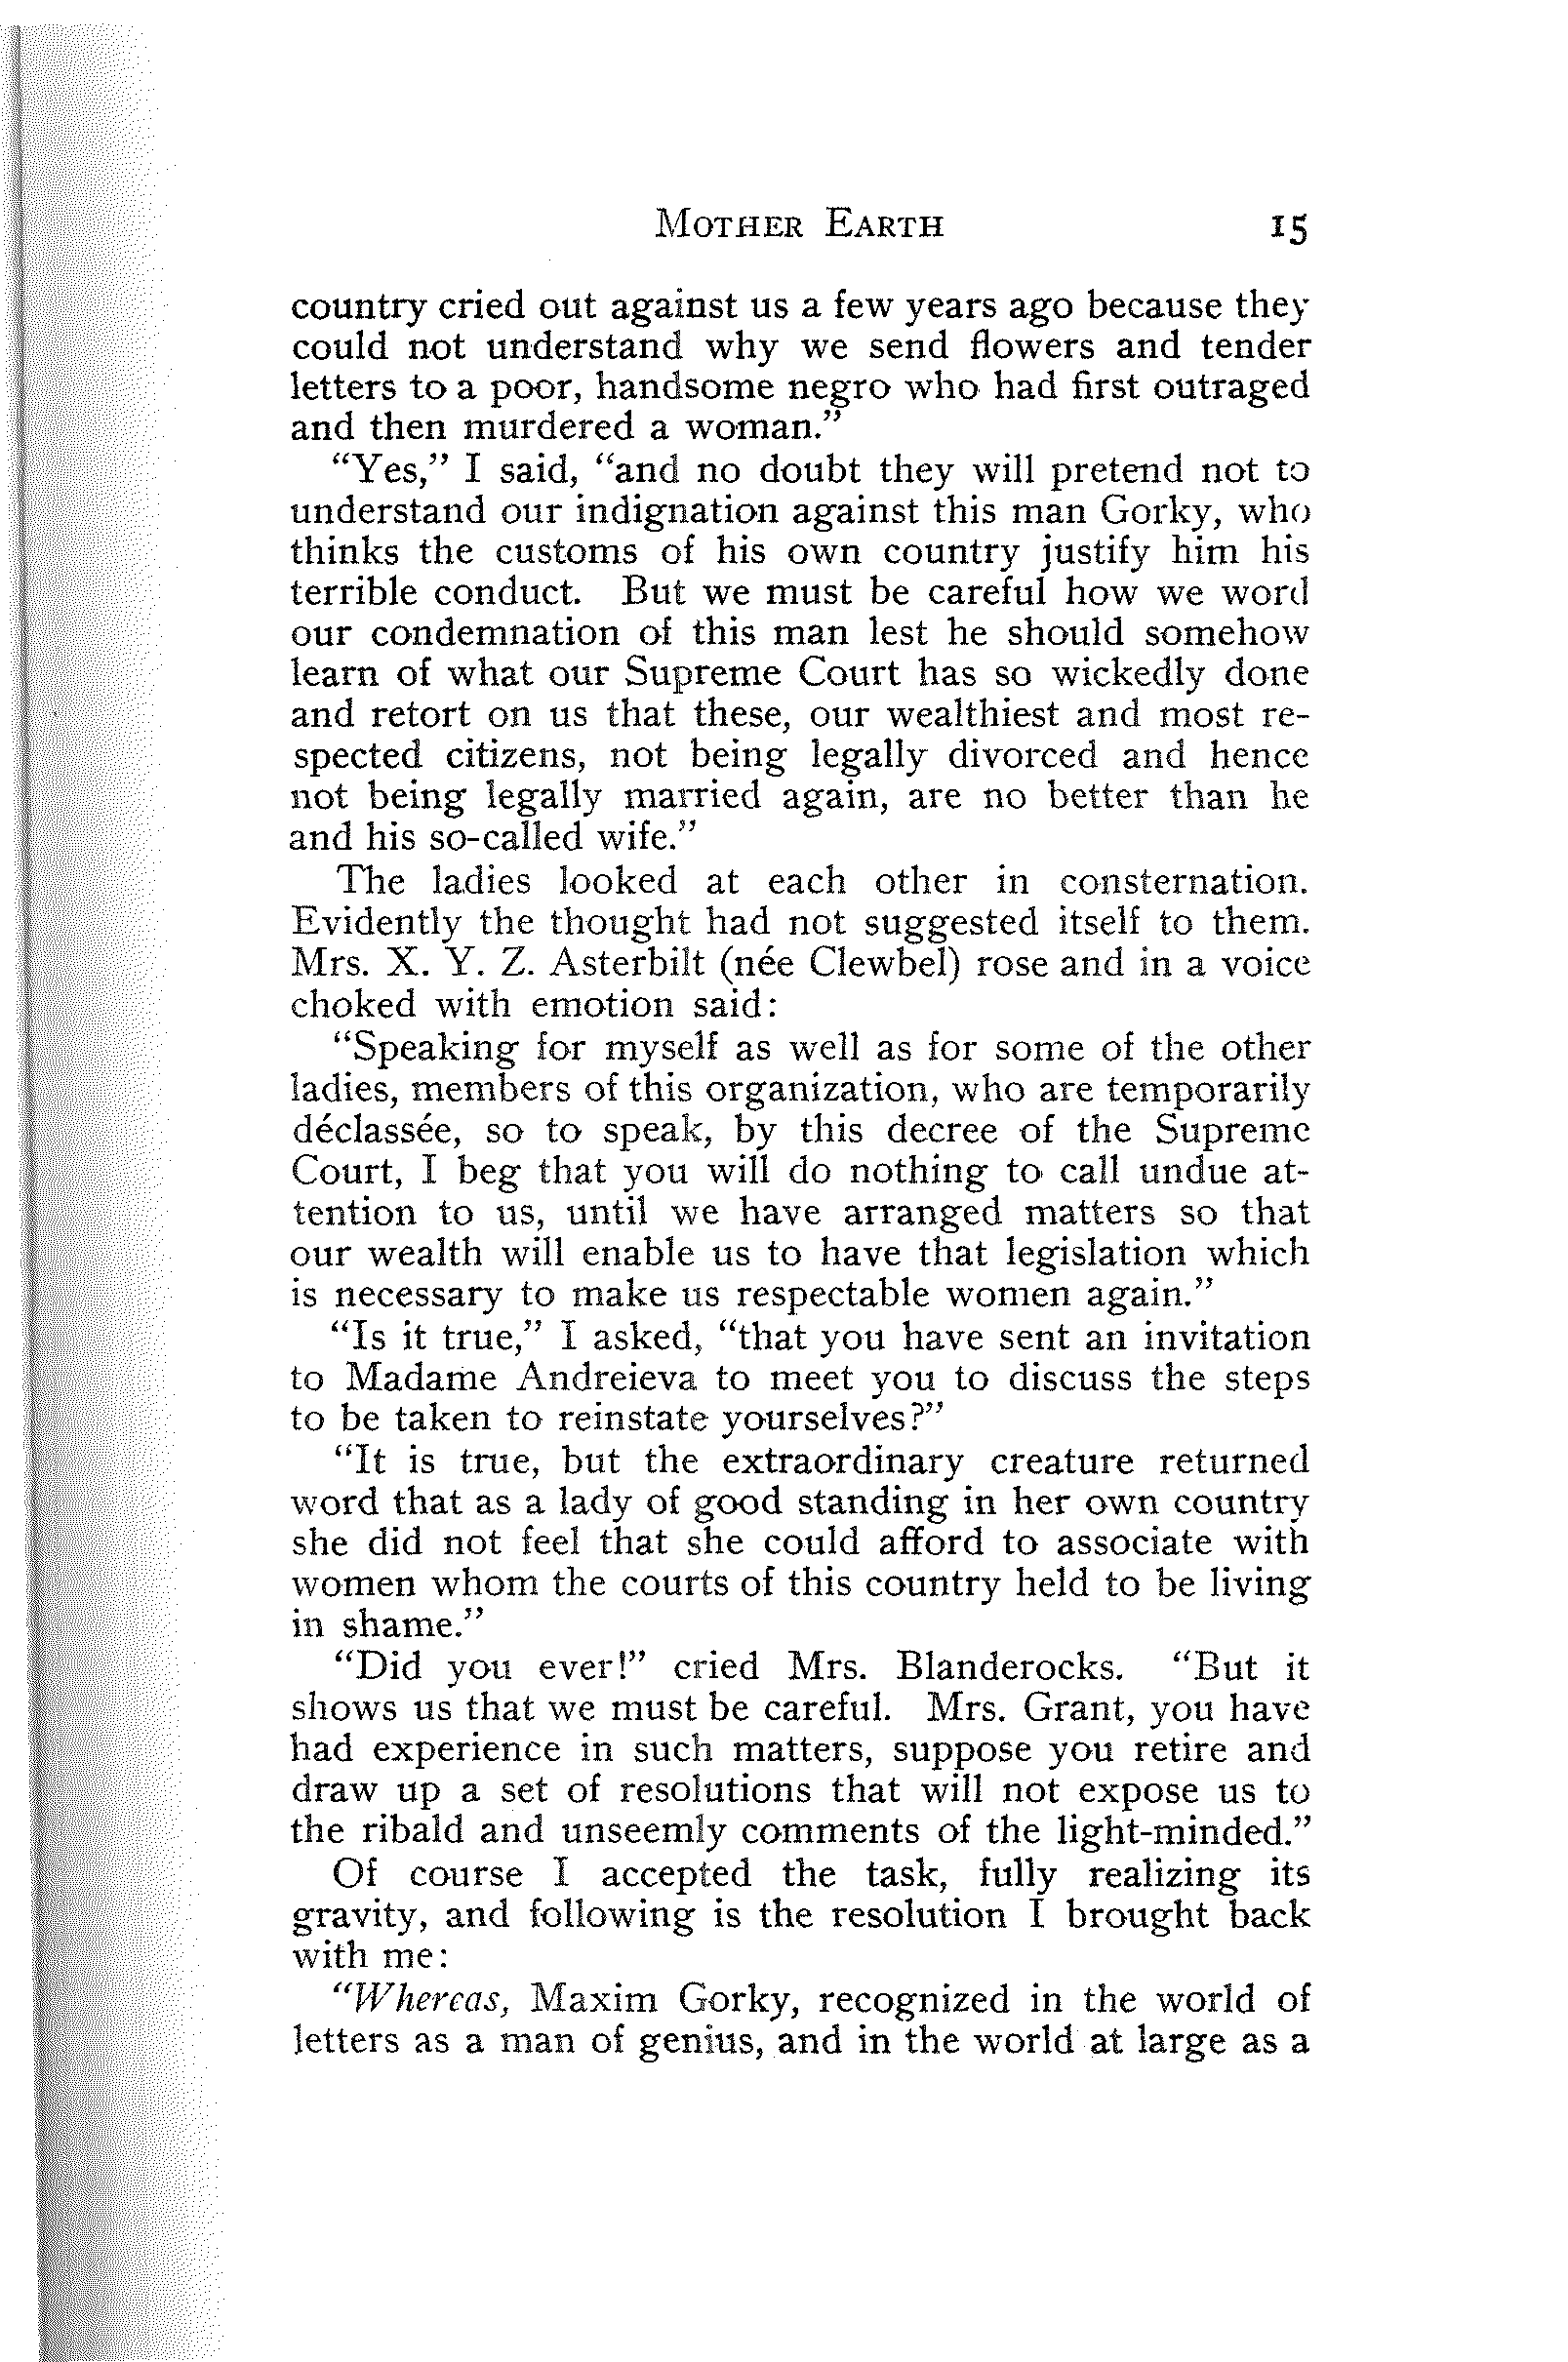 MOTHER EARTH 15
country cried out against us a few years ago because they
could not understand why we send flowers and tender
letters to a poor, handsome negro who had first outraged
and then murdered a woman.”
“Yes,” I said, “and no doubt they will pretend not to
understand our indignation against this man Gorky, who
thinks the customs of his own country justify him his
terrible conduct. But we must be careful how we word
our condemnation of this man lest he should somehow
learn of what our Supreme Court has so wickedly done
and retort on us that these, our wealthiest and most re-
spected citizens, not being legally divorced and hence
not being legally married again, are no better than he
and his so-called wife.”
The ladies looked at each other in consternation.
Evidently the thought had not suggested itself to them.
Mrs. X. Y. Z. Asterbilt (née Clewbel) rose and in a voice
choked with emotion said:
“Speaking for myself as well as for some of the other
ladies, members of this organization, who are temporarily
déclassée, so to speak, by this decree of the Supreme
Court, I beg that you will do nothing to call undue at-
tention to us, until we have arranged matters so that
our wealth will enable us to have that legislation which
is necessary to make us respectable women again.”
“Is it true,” I asked, “that you have sent an invitation
to Madame Andreieva to meet you to discuss the steps
to be taken to reinstate yourselves?”
“It is true, but the extraordinary creature returned
word that as a lady of good standing in her own country
she did not feel that she could afford to associate with
women whom the courts of this country held to be living
in shame.”
“Did you ever!” cried Mrs. Blanderocks. “But it
shows us that we must be careful. Mrs. Grant, you have
had experience in such matters, suppose you retire and
draw up a set of resolutions that will not expose us to
the ribald and unseemly comments of the light-minded.”
Of course I accepted the task, fully realizing its
gravity, and following is the resolution I brought back
with me:
“Whereas, Maxim Gorky, recognized in the world of
letters as a man of genius, and in the world at large as a